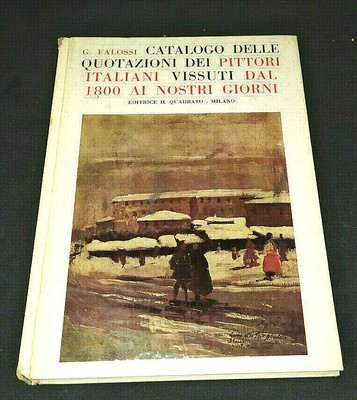 G. FALOSSI CATALOGO DELLE
QUOTAZIONI DEI PITTORI
ITALIANI VISSUTI DAL
1800 AI NOSTRI GIORNI
EDITRICE IL QUADRATO - MILANO